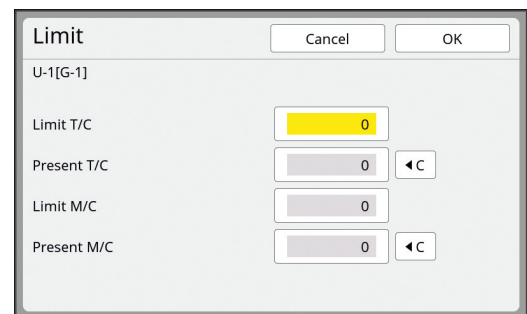 Limit Cancel OK
U-1[G-1]
Limit T/C 0
Present T/C 0 ◀C
Limit M/C 0
Present M/C 0 ◀C